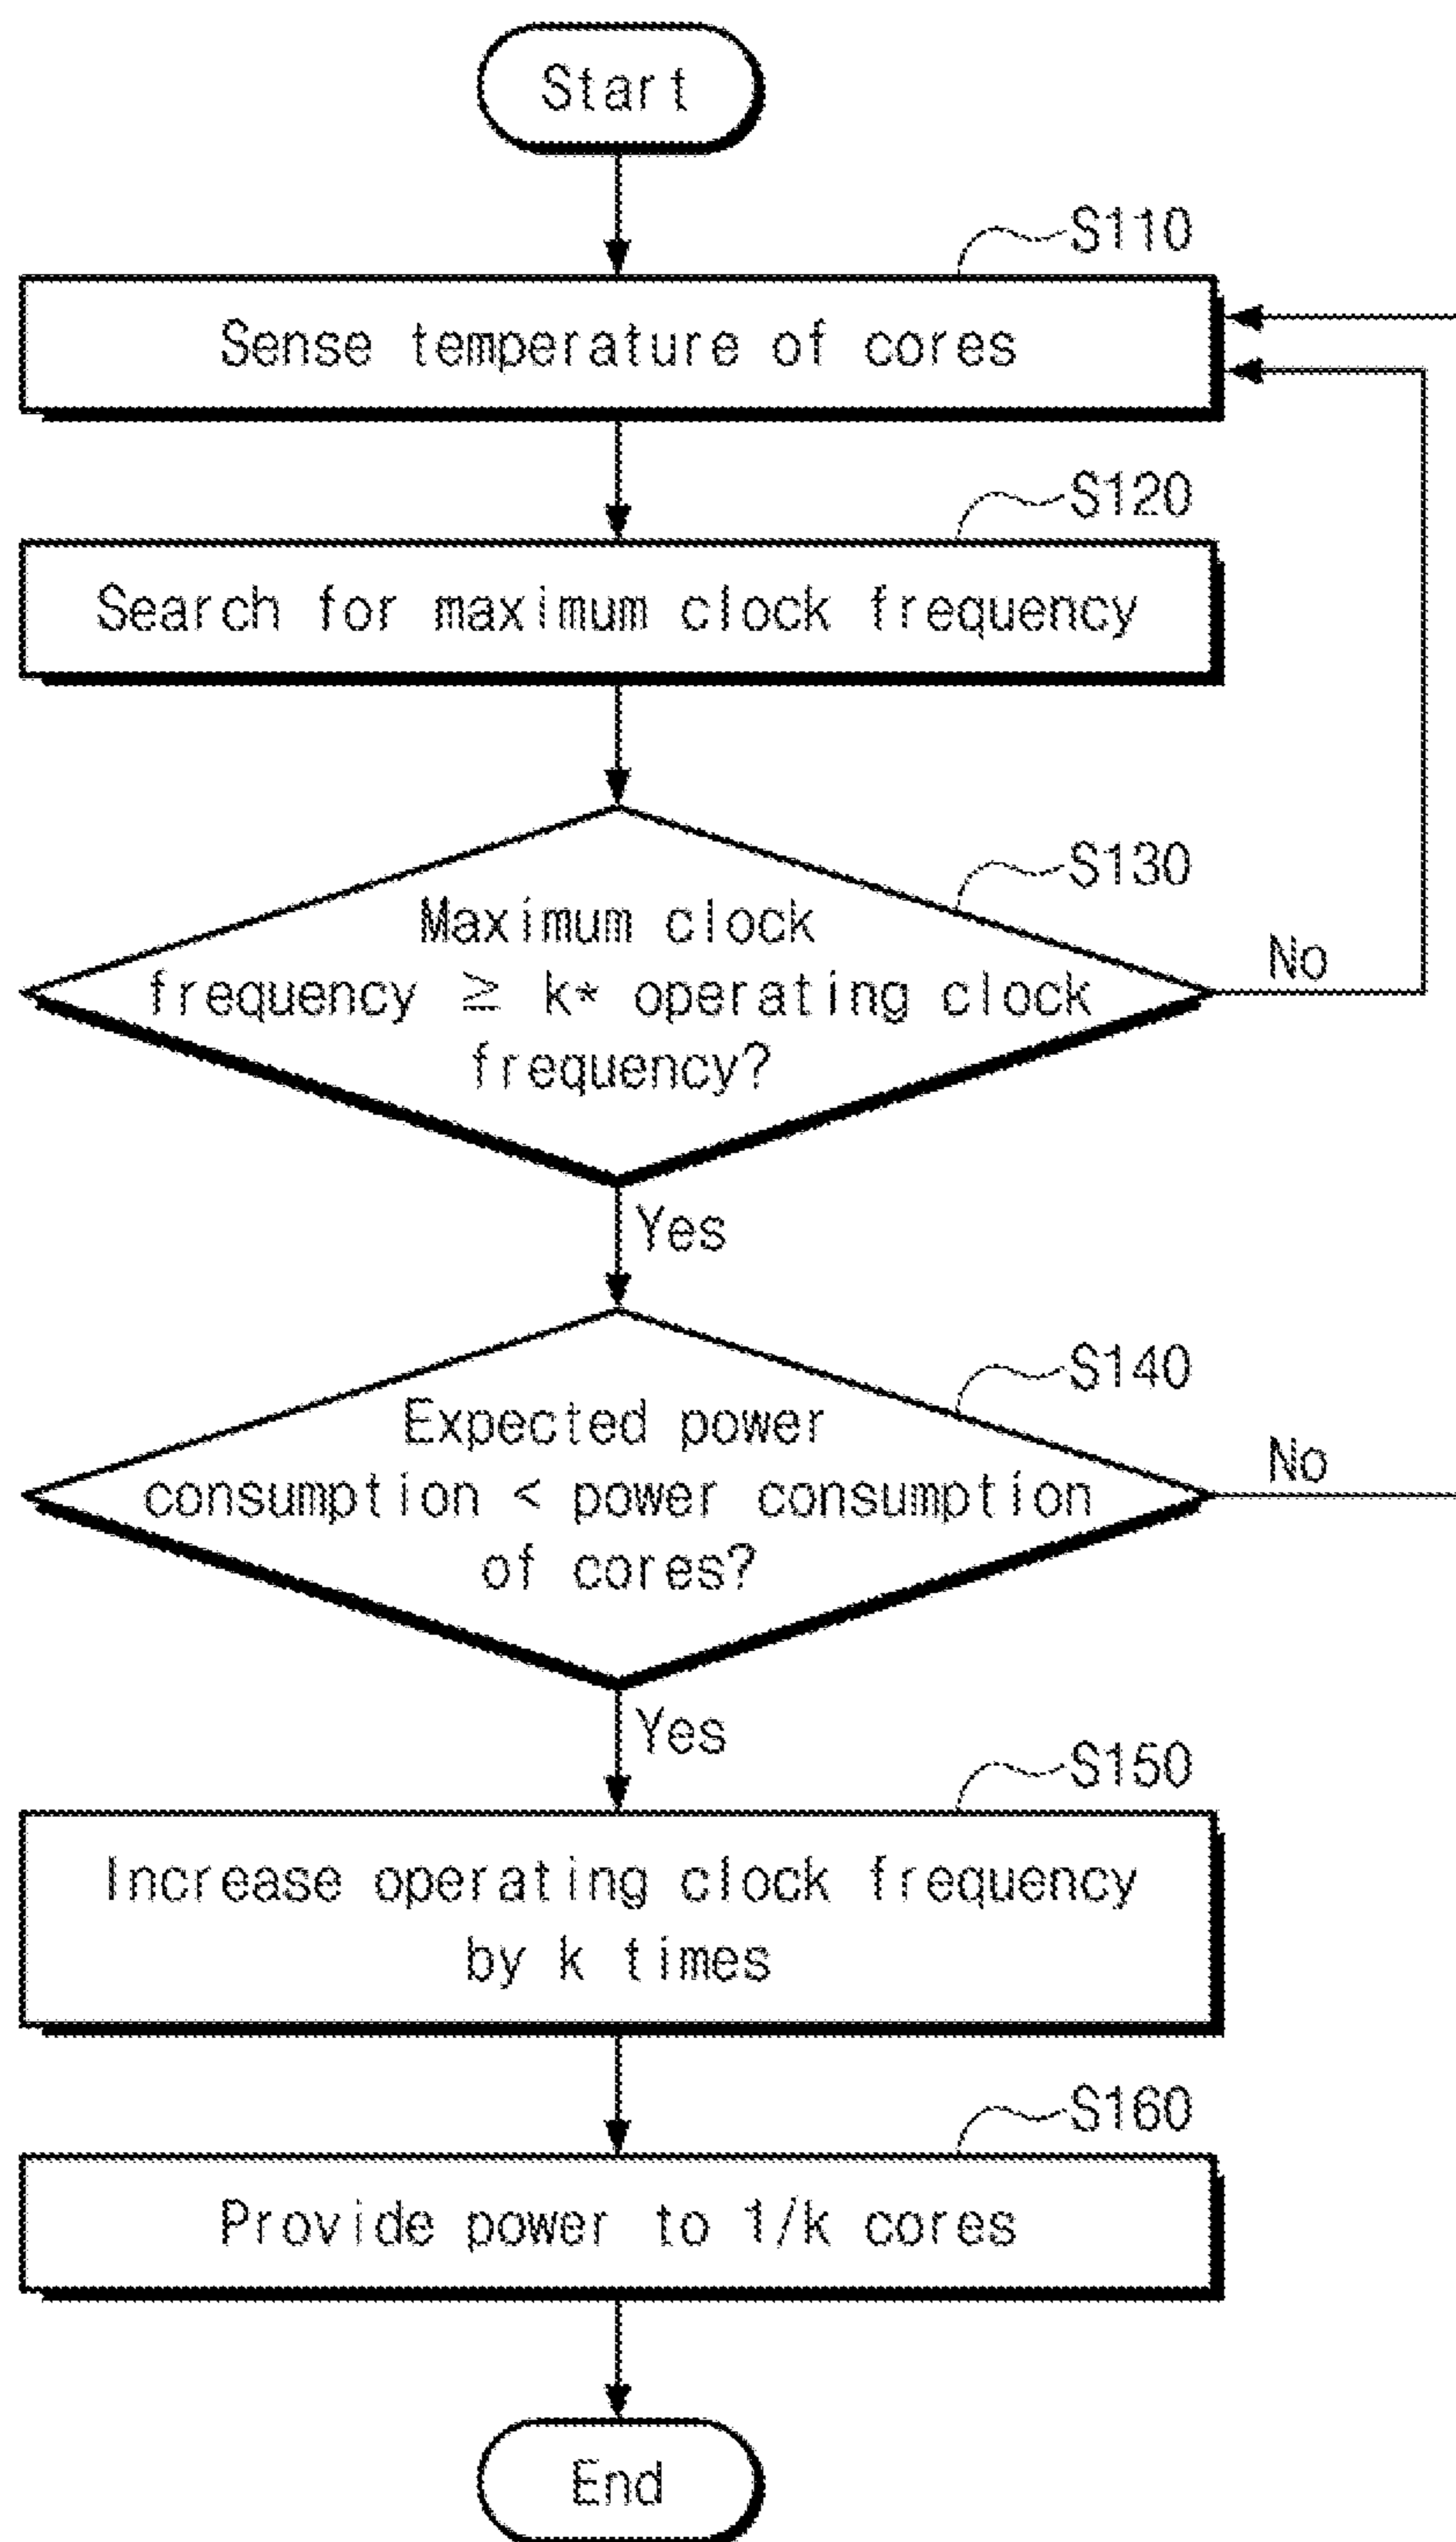 Start
S110
Sense temperature of cores
S120
Search for maximum clock frequency
S130
Maximum clock
frequency ≥ k* operating clock
frequency?
No
Yes
S140
Expected power
consumption < power consumption
of cores?
No
Yes
S150
Increase operating clock frequency
by k times
S160
Provide power to 1/k cores
End